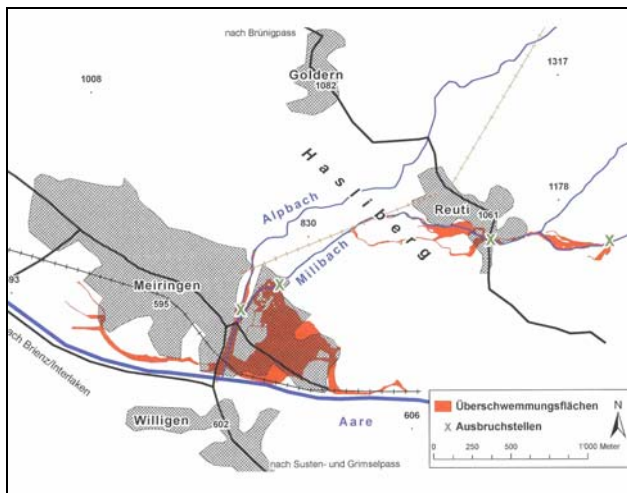 nach Brünigpass
1008
Goldern
1082
1317
Hasliberg
Alpbach
830
Milibach
Reuti
1061
1178
93
Meiringen
595
nach Brienz/Interlaken
Willigen
602
Aare
606
nach Susten- und Grimselpass
X
X
X
X
Überschwemmungsflächen
N
X Ausbruchstellen
0 250 500 1'000 Meter